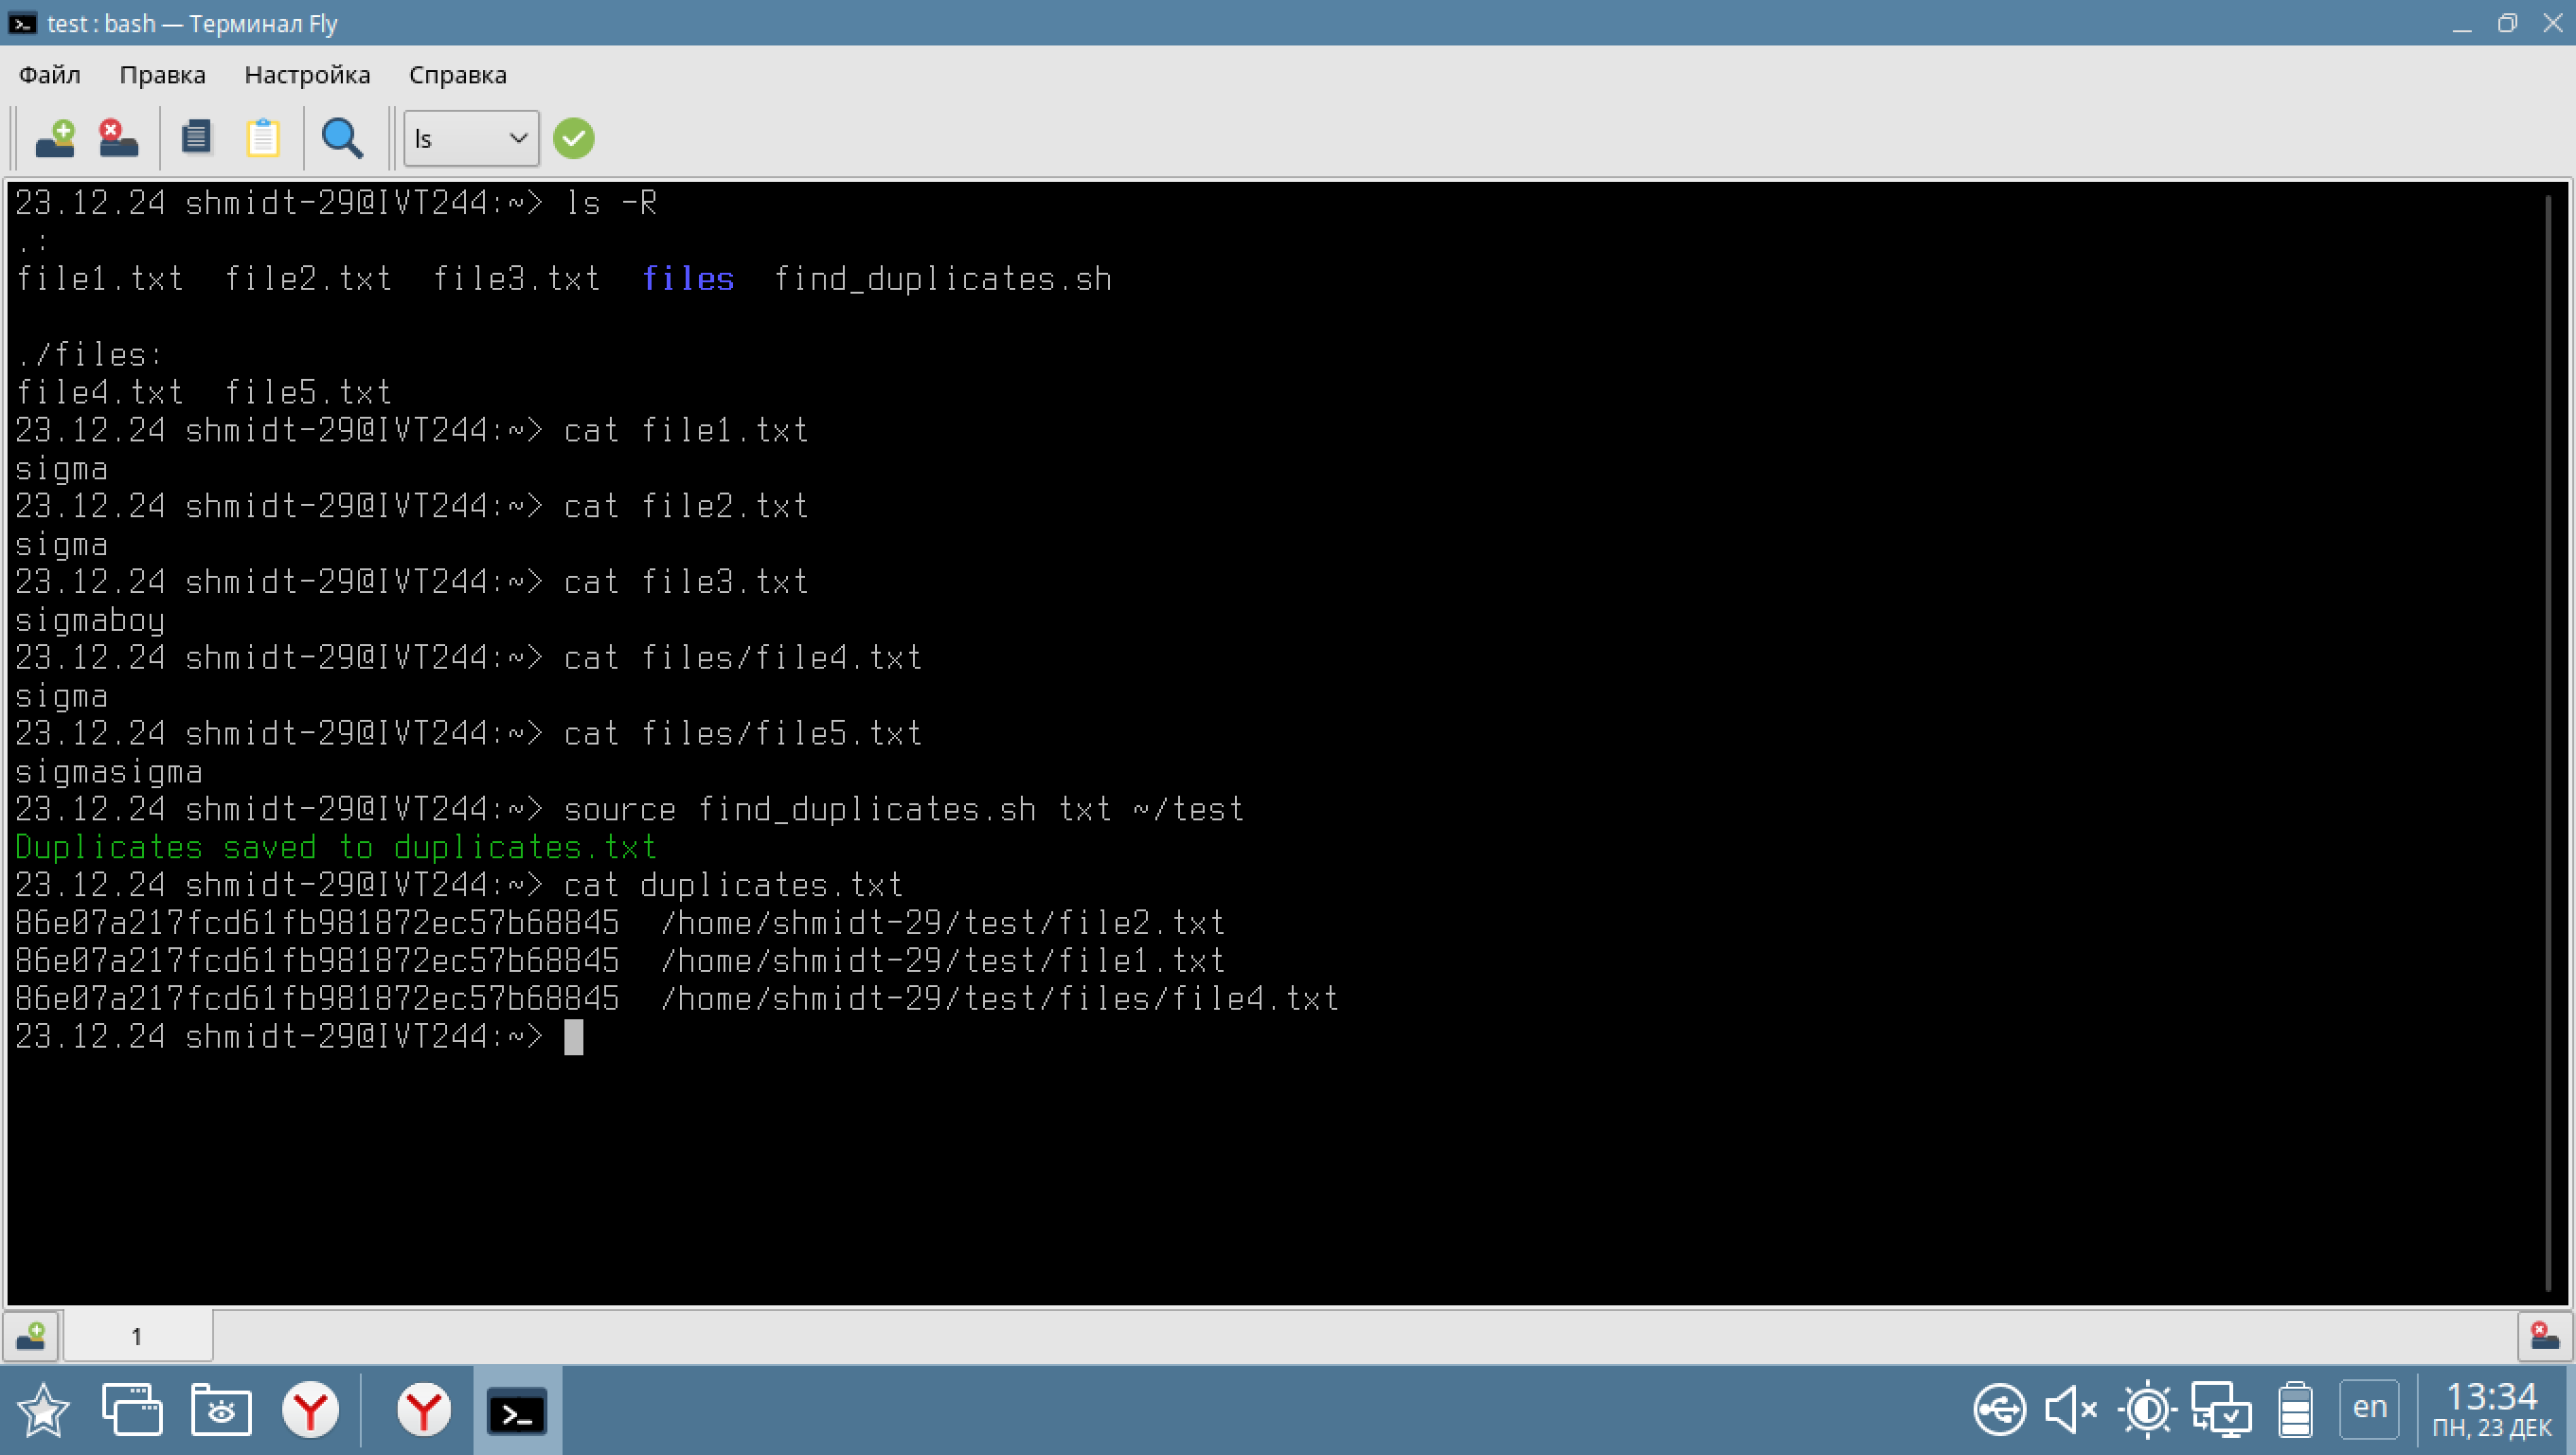 test : bash — Терминал Fly
Файл Правка Настройка Справка
ls
23.12.24 shmidt-29@IVT244:~> ls -R
.:
file1.txt  file2.txt  file3.txt  files  find_duplicates.sh
./files:
file4.txt  file5.txt
23.12.24 shmidt-29@IVT244:~> cat file1.txt
sigma
23.12.24 shmidt-29@IVT244:~> cat file2.txt
sigma
23.12.24 shmidt-29@IVT244:~> cat file3.txt
sigmaboy
23.12.24 shmidt-29@IVT244:~> cat files/file4.txt
sigma
23.12.24 shmidt-29@IVT244:~> cat files/file5.txt
sigmasigma
23.12.24 shmidt-29@IVT244:~> source find_duplicates.sh txt ~/test
Duplicates saved to duplicates.txt
23.12.24 shmidt-29@IVT244:~> cat duplicates.txt
86e07a217fcd61fb981872ec57b68845  /home/shmidt-29/test/file2.txt
86e07a217fcd61fb981872ec57b68845  /home/shmidt-29/test/file1.txt
86e07a217fcd61fb981872ec57b68845  /home/shmidt-29/test/files/file4.txt
23.12.24 shmidt-29@IVT244:~>
1
en
13:34
ПН, 23 ДЕК